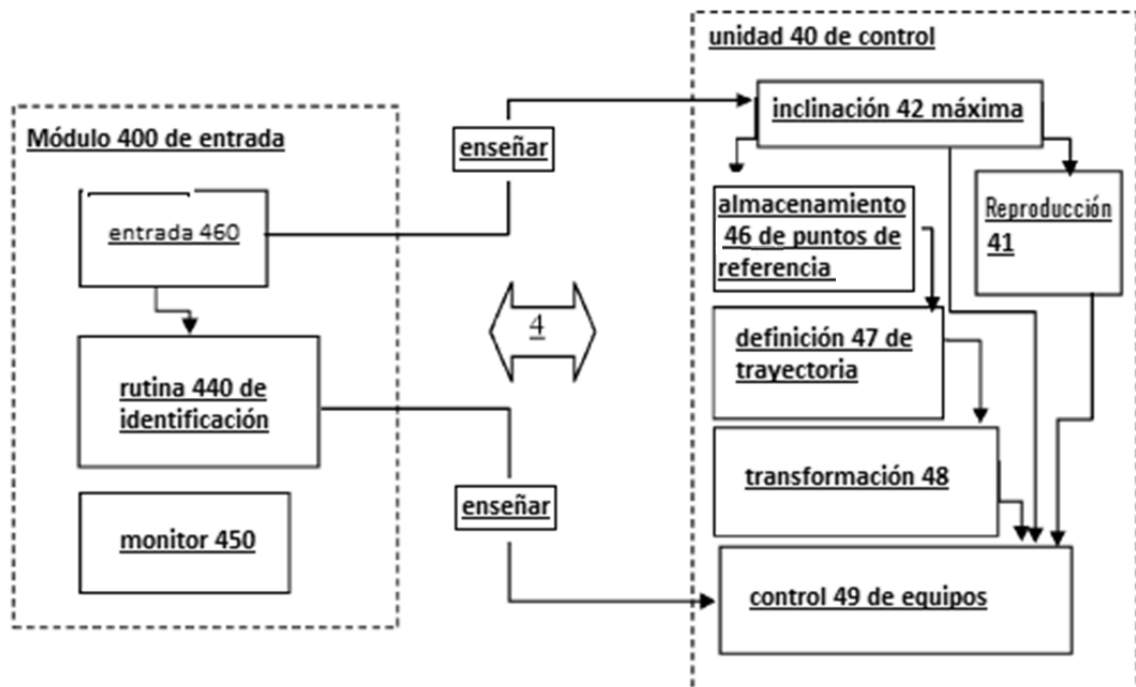 Módulo 400 de entrada
entrada 460
rutina 440 de
identificación
monitor 450
enseñar
4
enseñar
unidad 40 de control
inclinación 42 máxima
almacenamiento
46 de puntos de
referencia
Reproducción
41
definición 47 de
trayectoria
transformación 48
control 49 de equipos